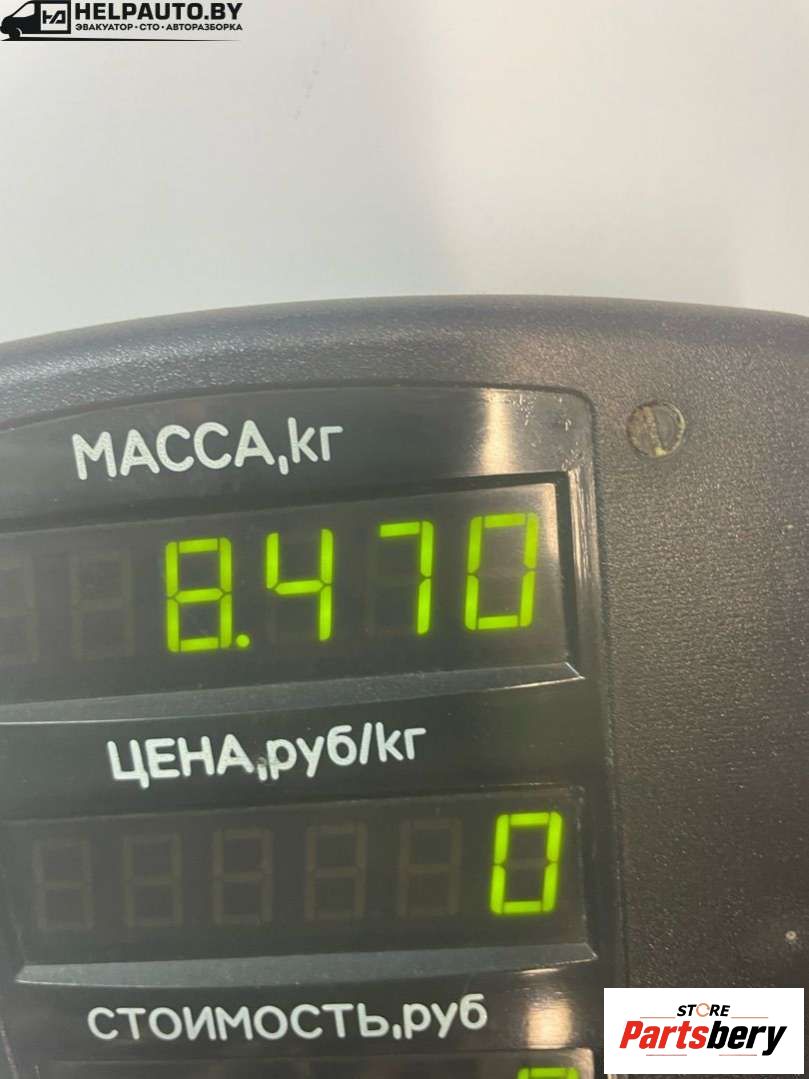 HELPAUTO.BY
ЭВАКУАТОР • СТО • АВТОРАЗБОРКА
МАССА,кг
8.470
ЦЕНА,руб/кг
0
СТОИМОСТЬ,руб
STORE
Partsbery